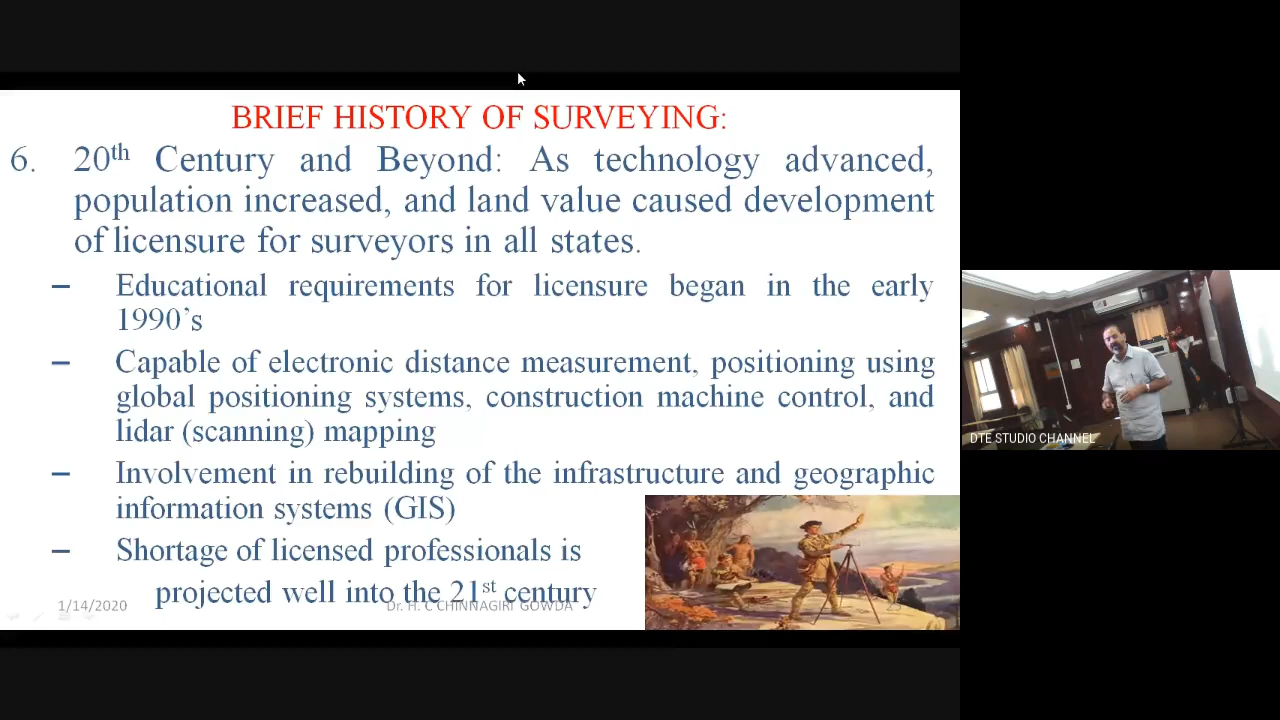 BRIEF HISTORY OF SURVEYING:
6. 20th Century and Beyond: As technology advanced,
population increased, and land value caused development
of licensure for surveyors in all states.
– Educational requirements for licensure began in the early
1990’s
– Capable of electronic distance measurement, positioning using
global positioning systems, construction machine control, and
lidar (scanning) mapping
– Involvement in rebuilding of the infrastructure and geographic
information systems (GIS)
– Shortage of licensed professionals is
projected well into the 21st century
1/14/2020
Dr. H. C CHINNAGIRI GOWDA
DTE STUDIO CHANNEL